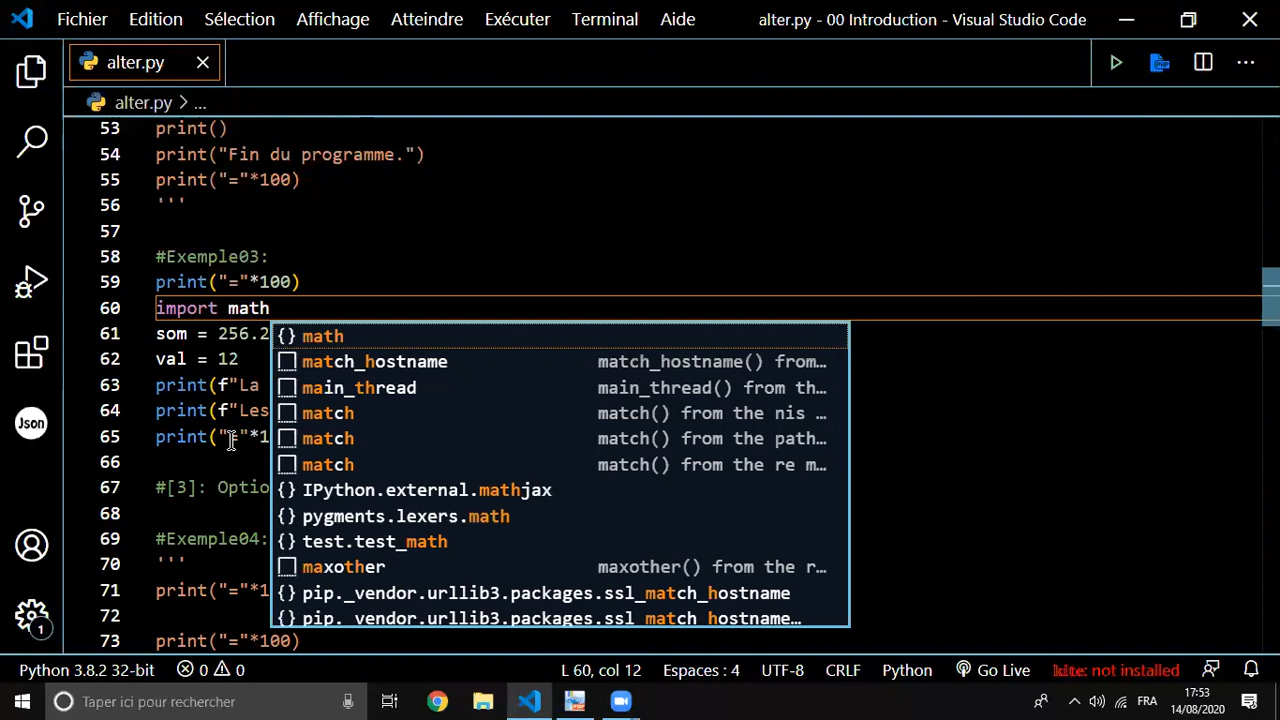 Fichier Edition Sélection Affichage Atteindre Exécuter Terminal Aide alter.py - 00 Introduction - Visual Studio Code
alter.py
alter.py > ...
53 print()
54 print("Fin du programme.")
55 print("="*100)
56 '''
57
58 #Exemple03:
59 print("="*100)
60 import math
61 som = 256.2
62 val = 12
63 print(f"La
64 print(f"Les
65 print("="*1
66
67 #[3]: Optio
68
69 #Exemple04:
70 '''
71 print("="*1
72
73 print("="*100)
{} math
match_hostname match_hostname() from…
main_thread main_thread() from th…
match match() from the nis …
match match() from the path…
match match() from the re m…
{} IPython.external.mathjax
{} pygments.lexers.math
{} test.test_math
maxother maxother() from the r…
{} pip._vendor.urllib3.packages.ssl_match_hostname
{} pip._vendor.urllib3.packages.ssl_match_hostname…
Json
1
Python 3.8.2 32-bit 0 0 L 60, col 12 Espaces : 4 UTF-8 CRLF Python Go Live kite: not installed
Taper ici pour rechercher FRA 17:53
14/08/2020